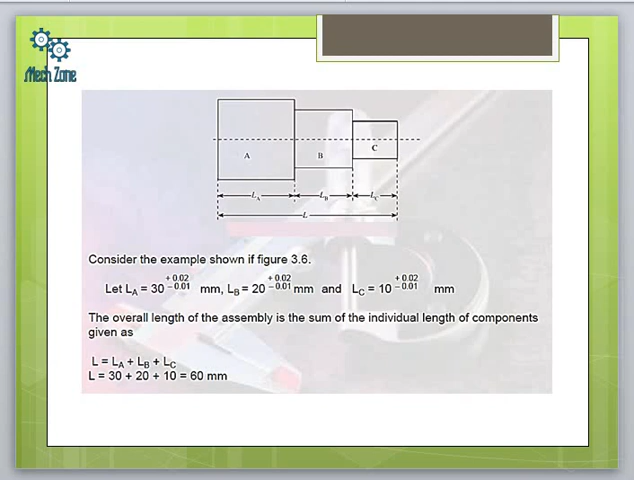 Mech Zone
A
B
C
L_A
L_B
L_C
L
Consider the example shown if figure 3.6.
Let L_A = 30 +0.02 −0.01 mm, L_B = 20 +0.02 −0.01 mm and L_C = 10 +0.02 −0.01 mm
The overall length of the assembly is the sum of the individual length of components
given as
L = L_A + L_B + L_C
L = 30 + 20 + 10 = 60 mm